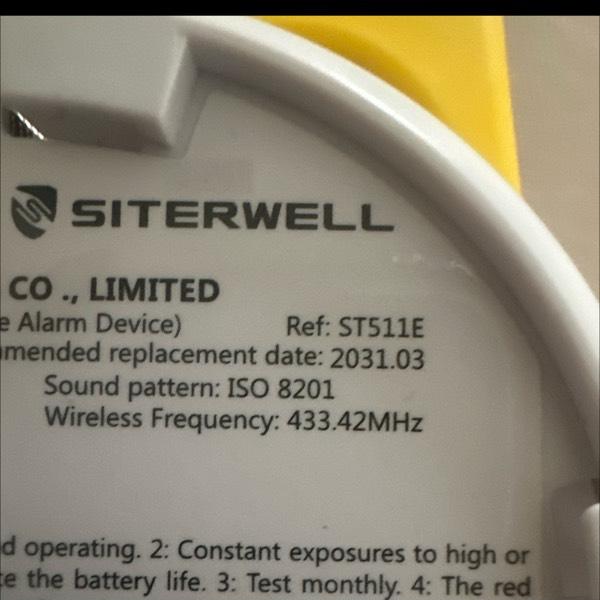 SITERWELL
CO ., LIMITED
e Alarm Device) Ref: ST511E
mended replacement date: 2031.03
Sound pattern: ISO 8201
Wireless Frequency: 433.42MHz
d operating. 2: Constant exposures to high or
e the battery life. 3: Test monthly. 4: The red